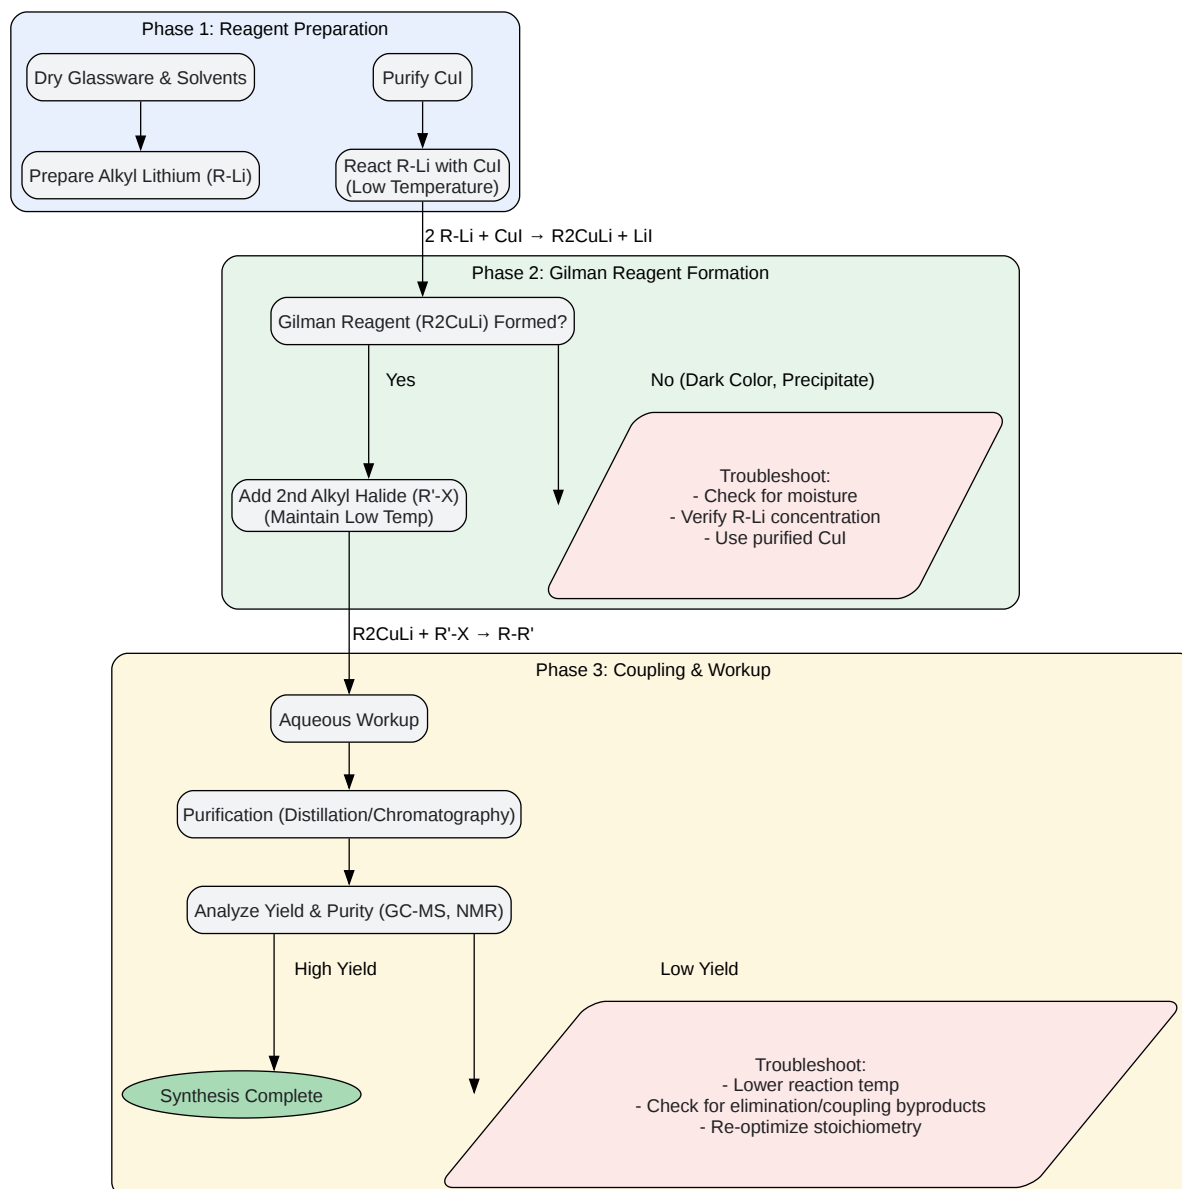 Phase 1: Reagent Preparation
Dry Glassware & Solvents
Purify CuI
Prepare Alkyl Lithium (R-Li)
React R-Li with CuI
(Low Temperature)
2 R-Li + CuI → R2CuLi + LiI
Phase 2: Gilman Reagent Formation
Gilman Reagent (R2CuLi) Formed?
Yes
No (Dark Color, Precipitate)
Add 2nd Alkyl Halide (R'-X)
(Maintain Low Temp)
Troubleshoot:
- Check for moisture
- Verify R-Li concentration
- Use purified CuI
R2CuLi + R'-X → R-R'
Phase 3: Coupling & Workup
Aqueous Workup
Purification (Distillation/Chromatography)
Analyze Yield & Purity (GC-MS, NMR)
High Yield
Low Yield
Synthesis Complete
Troubleshoot:
- Lower reaction temp
- Check for elimination/coupling byproducts
- Re-optimize stoichiometry